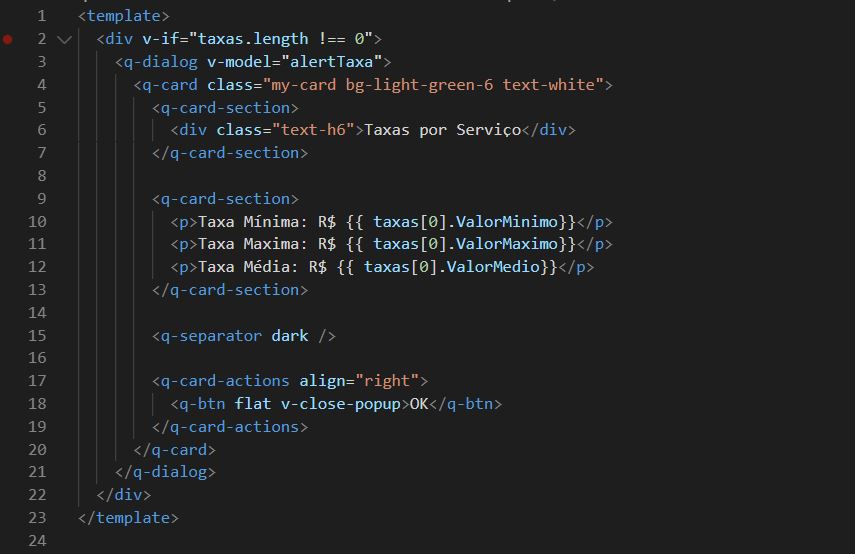 1 <template>
2 <div v-if="taxas.length !== 0">
3 <q-dialog v-model="alertTaxa">
4 <q-card class="my-card bg-light-green-6 text-white">
5 <q-card-section>
6 <div class="text-h6">Taxas por Serviço</div>
7 </q-card-section>
8
9 <q-card-section>
10 <p>Taxa Mínima: R$ {{ taxas[0].ValorMinimo}}</p>
11 <p>Taxa Maxima: R$ {{ taxas[0].ValorMaximo}}</p>
12 <p>Taxa Média: R$ {{ taxas[0].ValorMedio}}</p>
13 </q-card-section>
14
15 <q-separator dark />
16
17 <q-card-actions align="right">
18 <q-btn flat v-close-popup>OK</q-btn>
19 </q-card-actions>
20 </q-card>
21 </q-dialog>
22 </div>
23 </template>
24